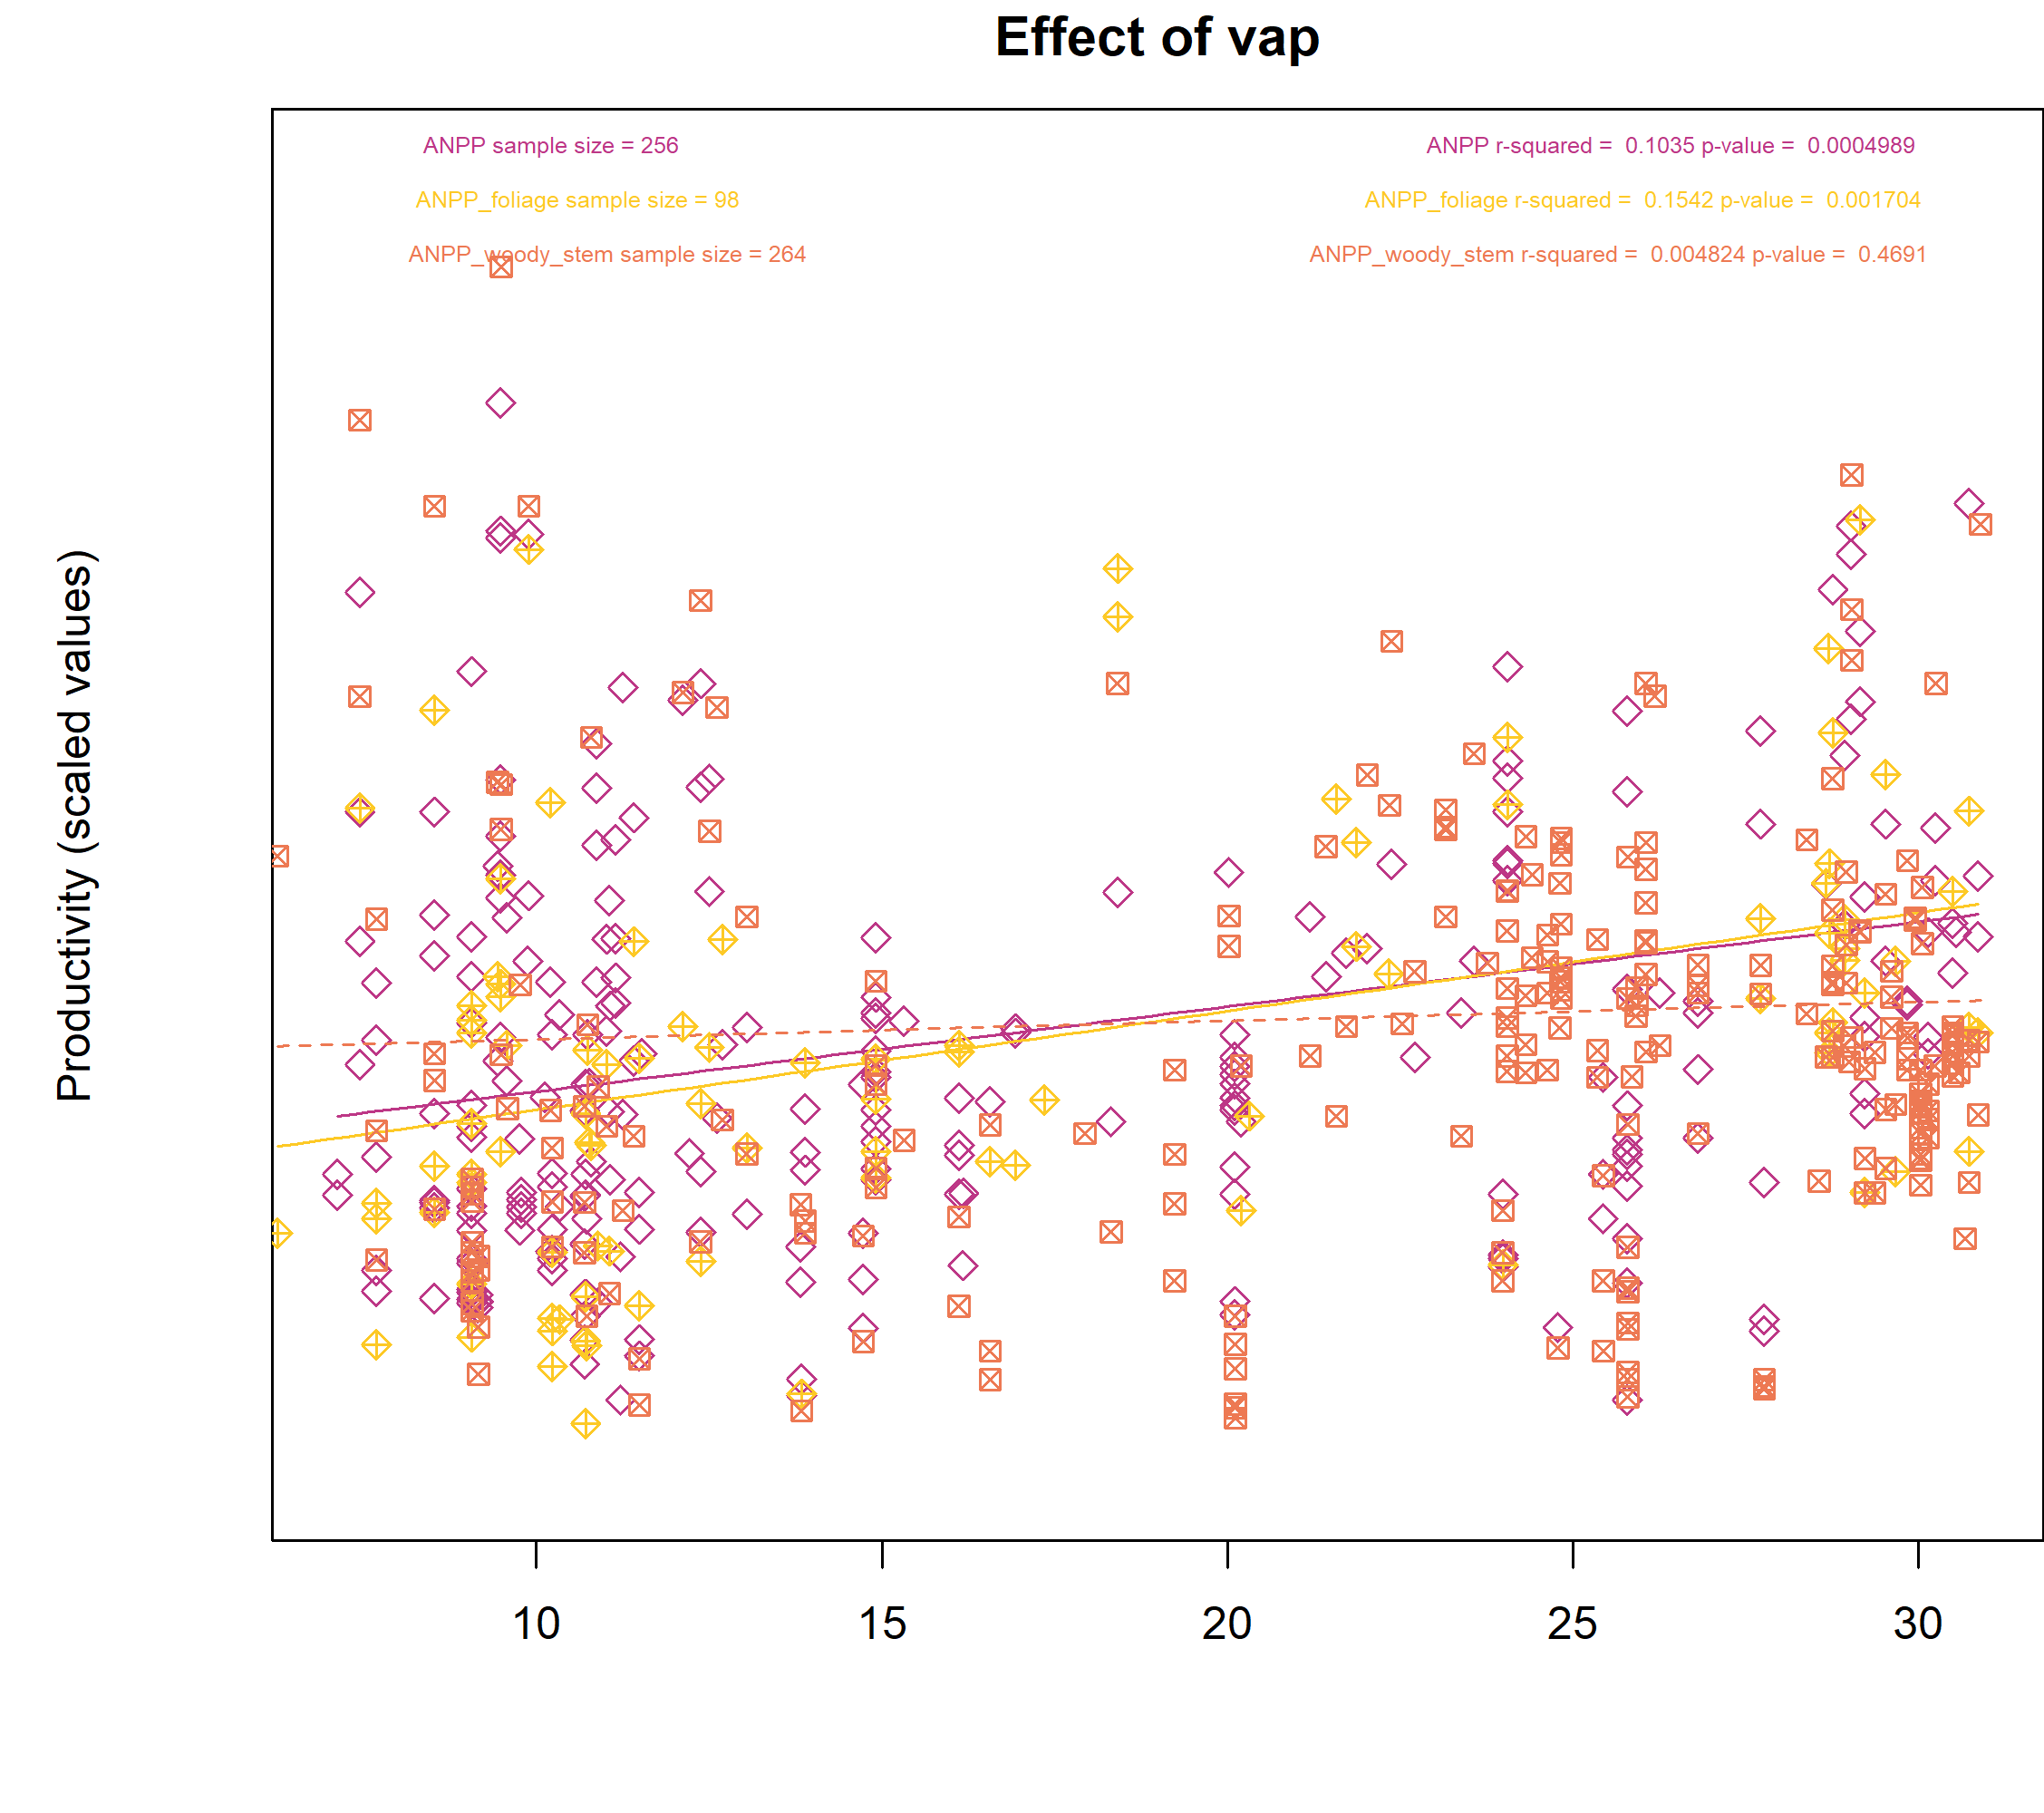 Effect of vap
ANPP sample size = 256
ANPP r-squared = 0.1035 p-value = 0.0004989
ANPP_foliage sample size = 98
ANPP_foliage r-squared = 0.1542 p-value = 0.001704
ANPP_woody_stem sample size = 264
ANPP_woody_stem r-squared = 0.004824 p-value = 0.4691
Productivity (scaled values)
10 15 20 25 30